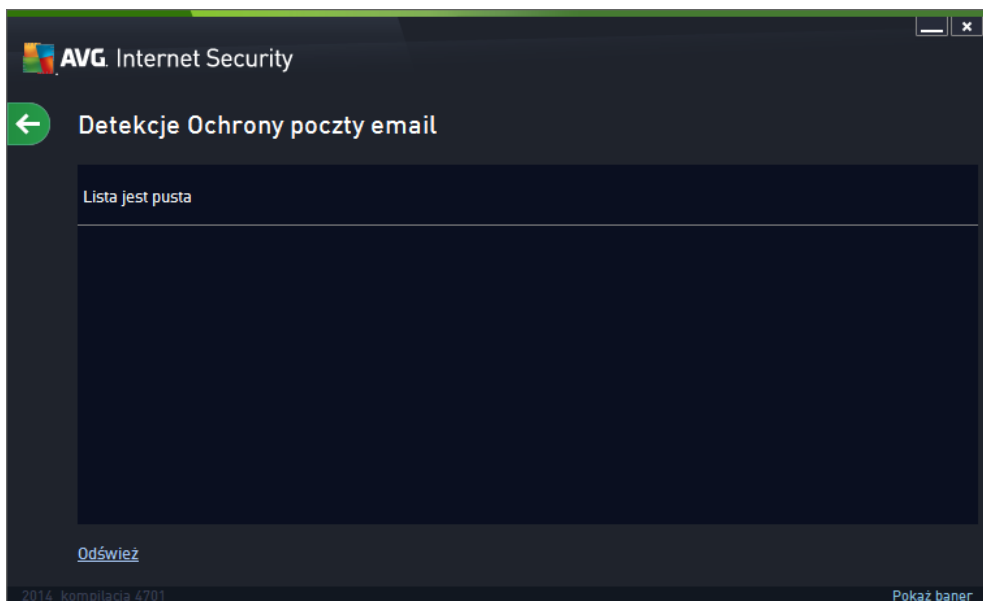 AVG. Internet Security
Detekcje Ochrony poczty email
Lista jest pusta
Odśwież
2014 kompilacja 4701
Pokaż baner